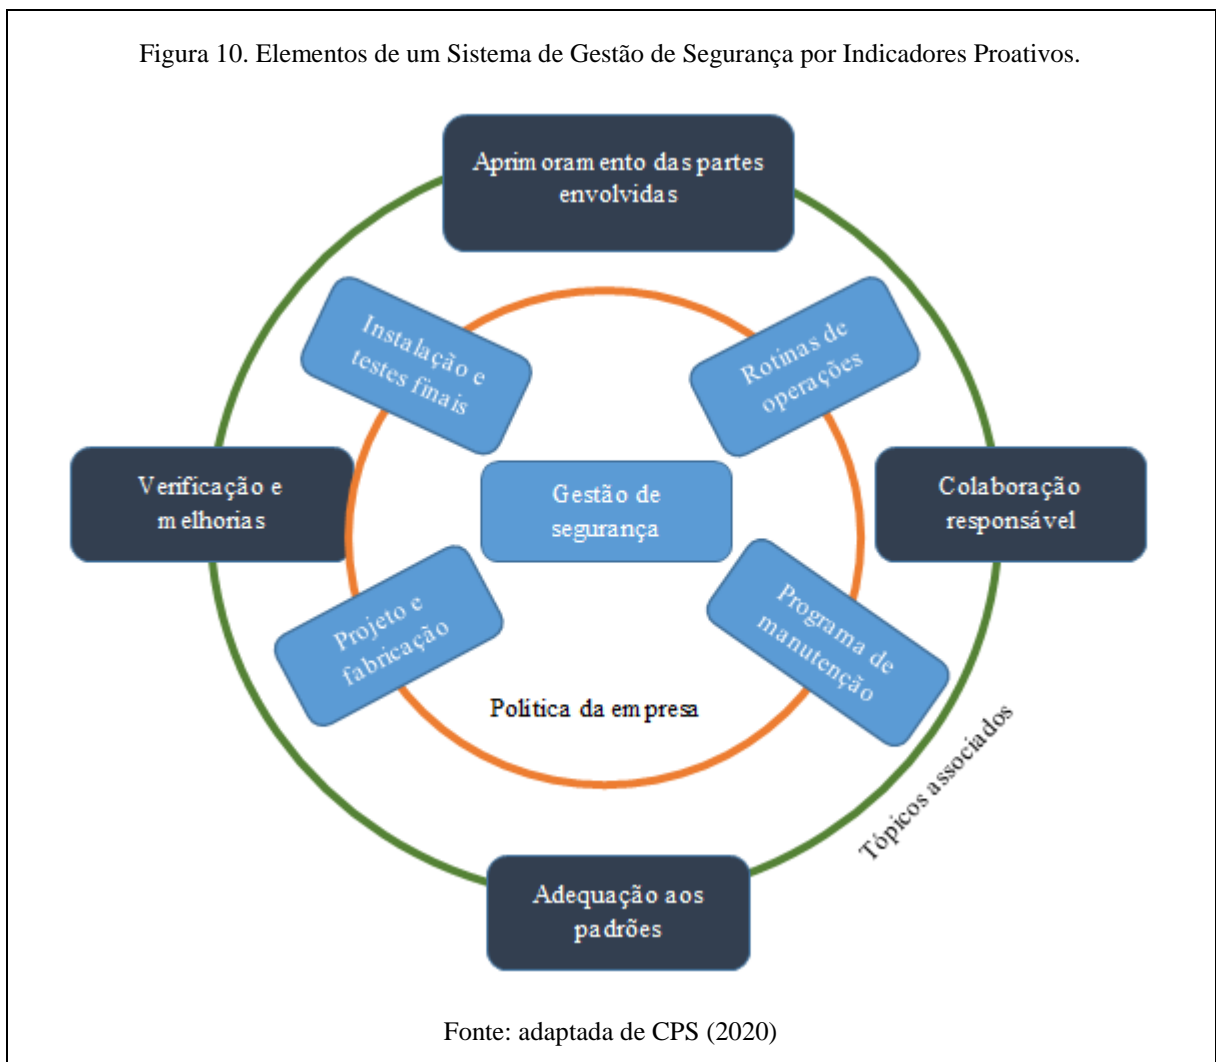 Figura 10. Elementos de um Sistema de Gestão de Segurança por Indicadores Proativos.
Aprimoramento das partes
envolvidas
Instalação e
testes finais
Rotinas de
operações
Verificação e
melhorias
Gestão de
segurança
Colaboração
responsável
Projeto e
fabricação
Programa de
manutenção
Política da empresa
Tópicos associados
Adequação aos
padrões
Fonte: adaptada de CPS (2020)